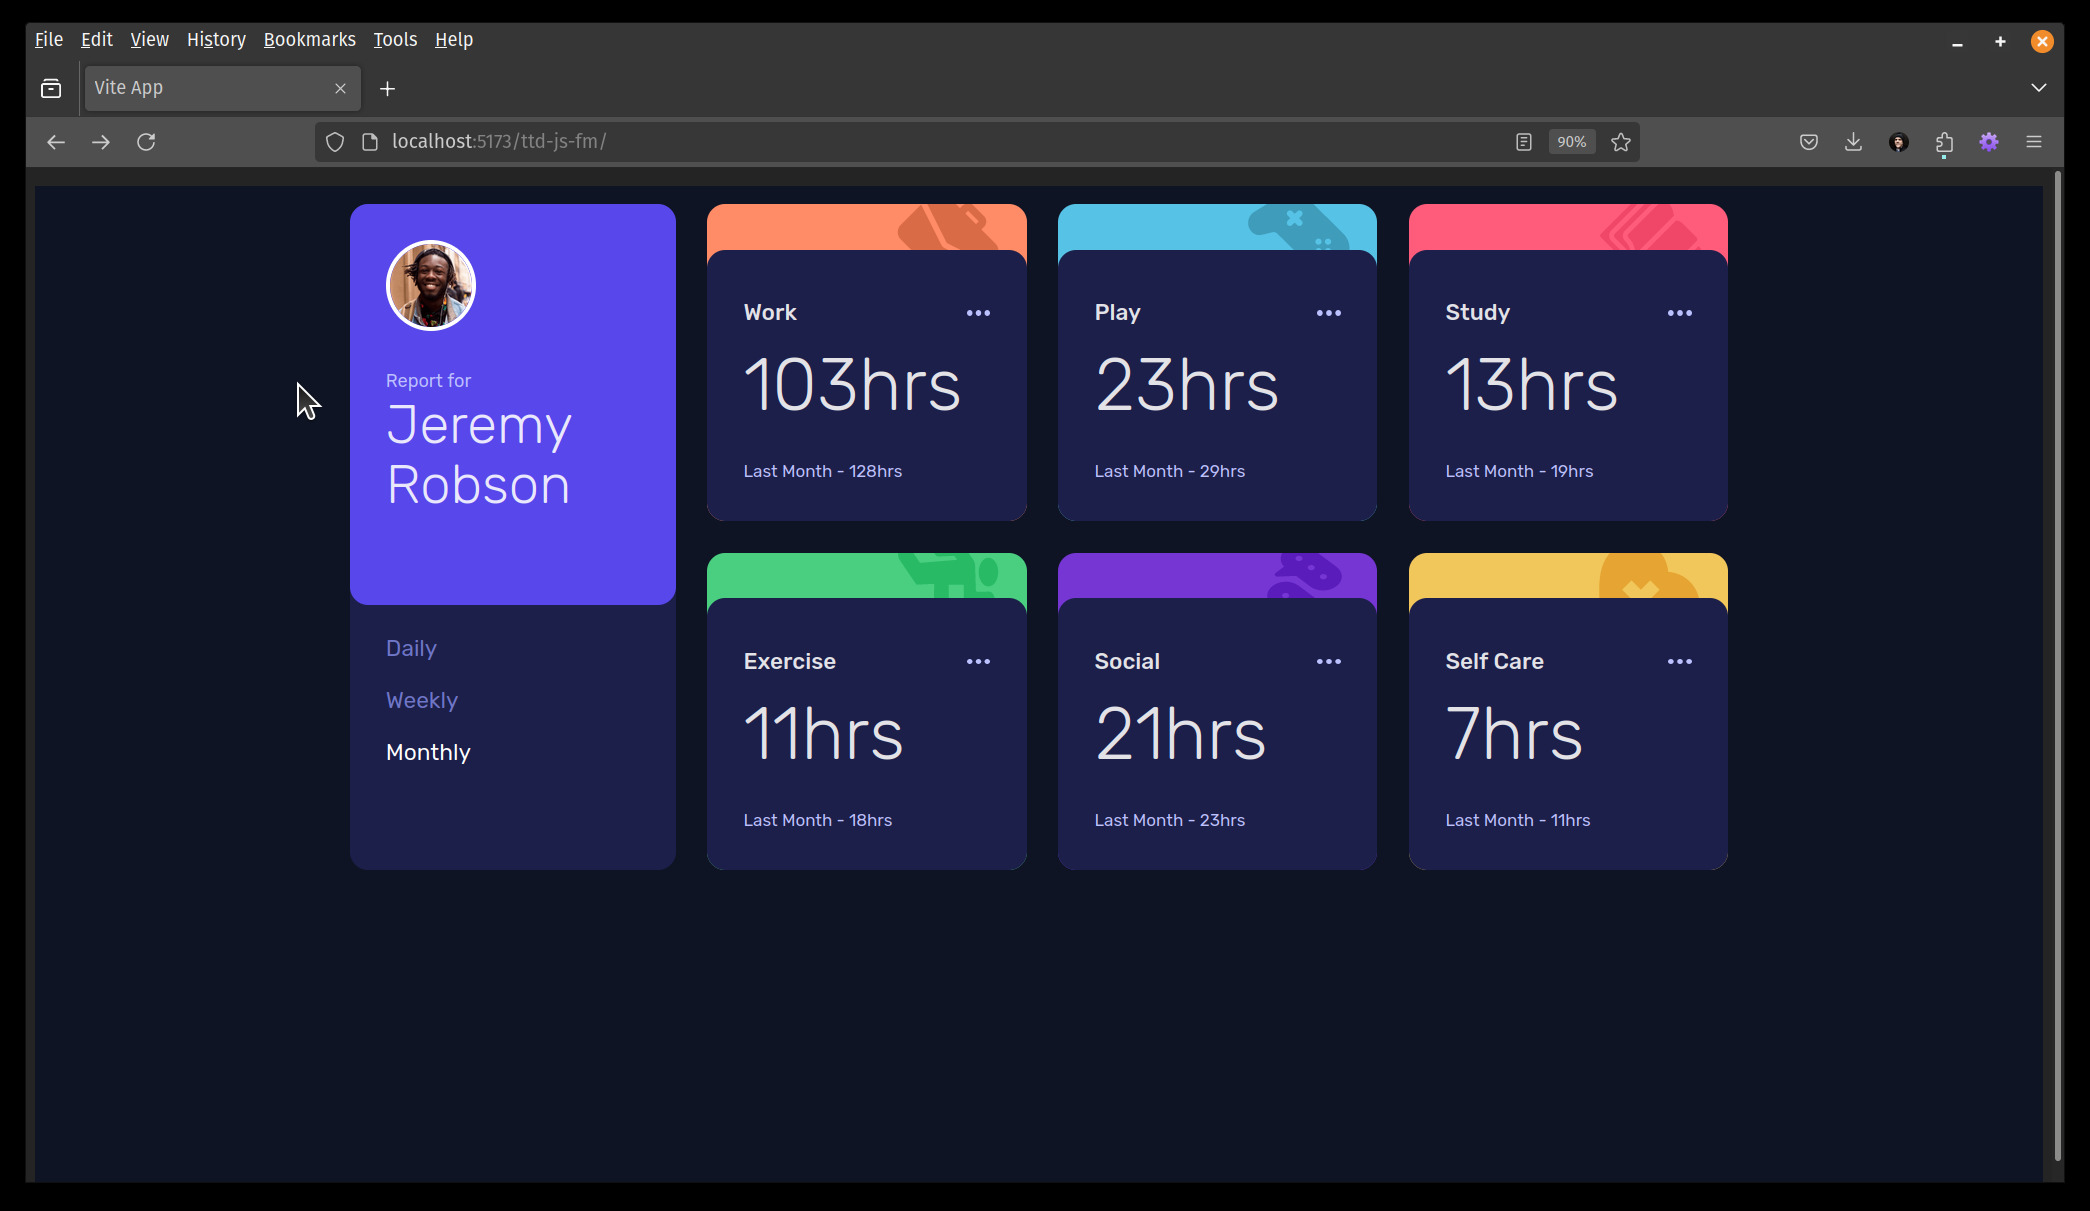 File Edit View History Bookmarks Tools Help
Vite App
localhost:5173/ttd-js-fm/
90%
Report for
Jeremy
Robson
Daily
Weekly
Monthly
Work
103hrs
Last Month - 128hrs
Play
23hrs
Last Month - 29hrs
Study
13hrs
Last Month - 19hrs
Exercise
11hrs
Last Month - 18hrs
Social
21hrs
Last Month - 23hrs
Self Care
7hrs
Last Month - 11hrs